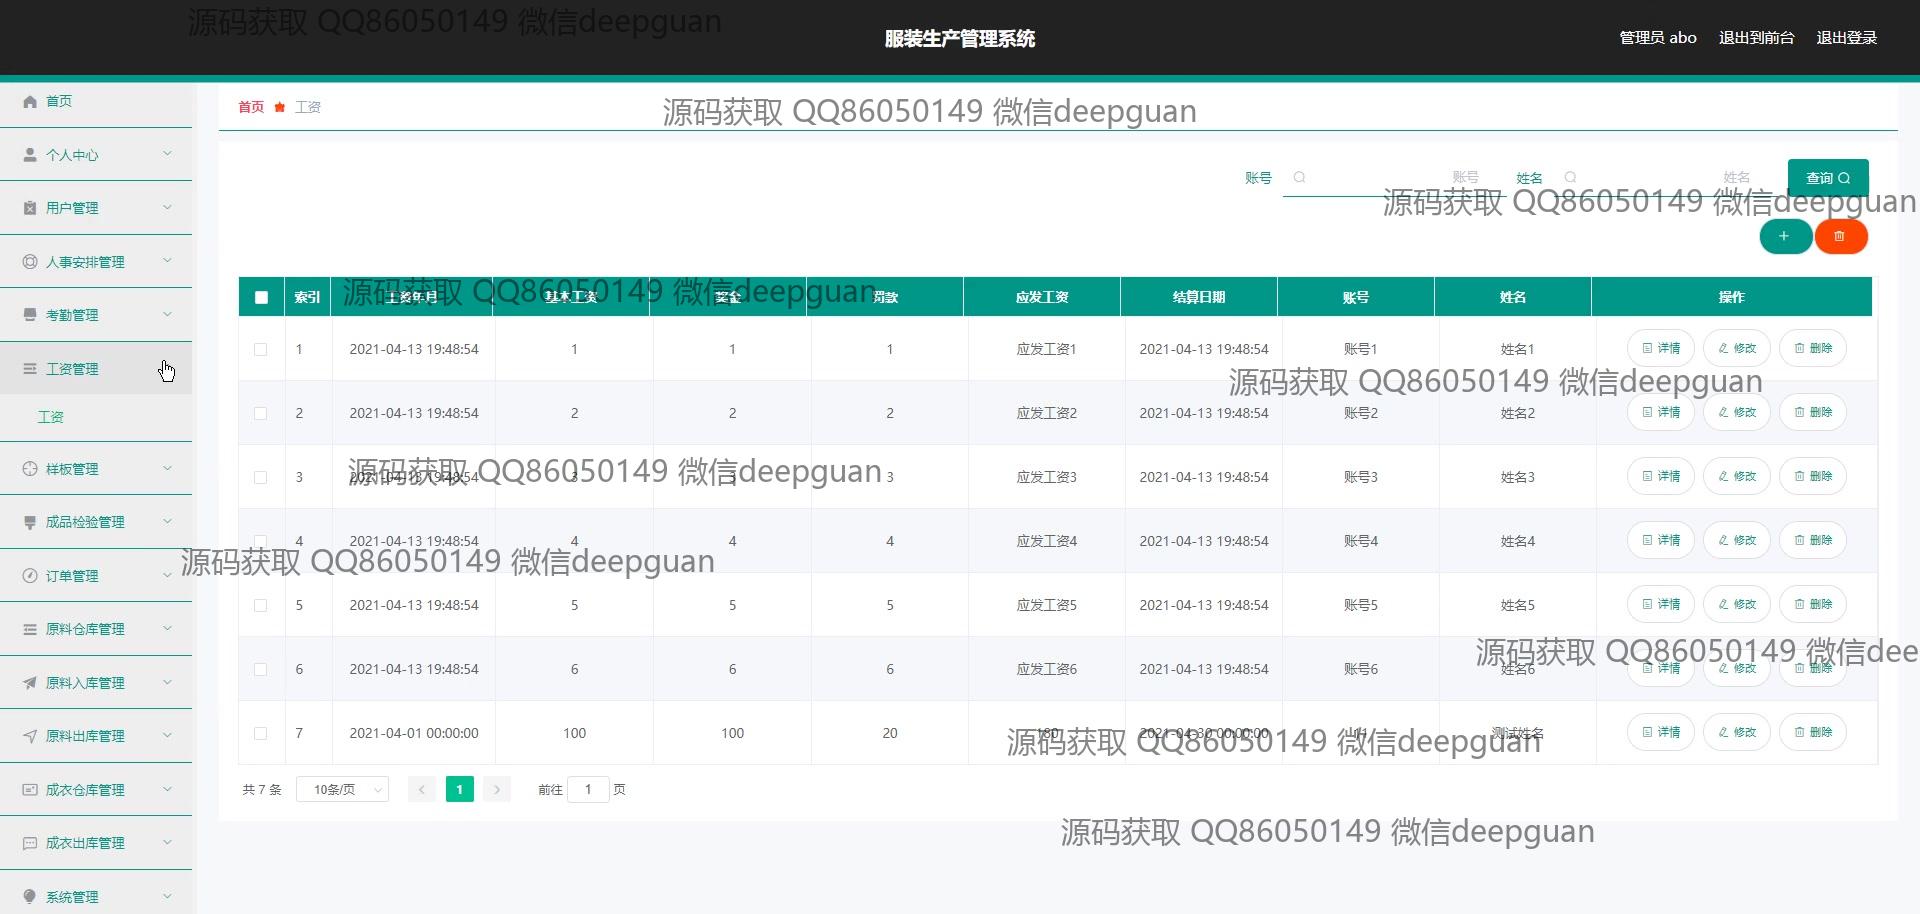 源码获取 QQ86050149 微信deepguan
服装生产管理系统
管理员 abo 退出到前台 退出登录
首页
个人中心
用户管理
人事安排管理
考勤管理
工资管理
工资
样板管理
成品检验管理
订单管理
原料仓库管理
原料入库管理
原料出库管理
成衣仓库管理
成衣出库管理
系统管理
首页 工资
源码获取 QQ86050149 微信deepguan
账号 账号 姓名 姓名 查询
源码获取 QQ86050149 微信deepguan
索引 工资年月 基本工资 奖金 罚款 应发工资 结算日期 账号 姓名 操作
源码获取 QQ86050149 微信deepguan
1 2021-04-13 19:48:54 1 1 1 应发工资1 2021-04-13 19:48:54 账号1 姓名1 详情 修改 删除
源码获取 QQ86050149 微信deepguan
2 2021-04-13 19:48:54 2 2 2 应发工资2 2021-04-13 19:48:54 账号2 姓名2 详情 修改 删除
源码获取 QQ86050149 微信deepguan
3 2021-04-13 19:48:54 3 3 3 应发工资3 2021-04-13 19:48:54 账号3 姓名3 详情 修改 删除
4 2021-04-13 19:48:54 4 4 4 应发工资4 2021-04-13 19:48:54 账号4 姓名4 详情 修改 删除
源码获取 QQ86050149 微信deepguan
5 2021-04-13 19:48:54 5 5 5 应发工资5 2021-04-13 19:48:54 账号5 姓名5 详情 修改 删除
源码获取 QQ86050149 微信dee
6 2021-04-13 19:48:54 6 6 6 应发工资6 2021-04-13 19:48:54 账号6 姓名6 详情 修改 删除
7 2021-04-01 00:00:00 100 100 20 180 2021-04-30 00:00:00 测试姓名 详情 修改 删除
源码获取 QQ86050149 微信deepguan
共 7 条 10条/页 1 前往 1 页
源码获取 QQ86050149 微信deepguan